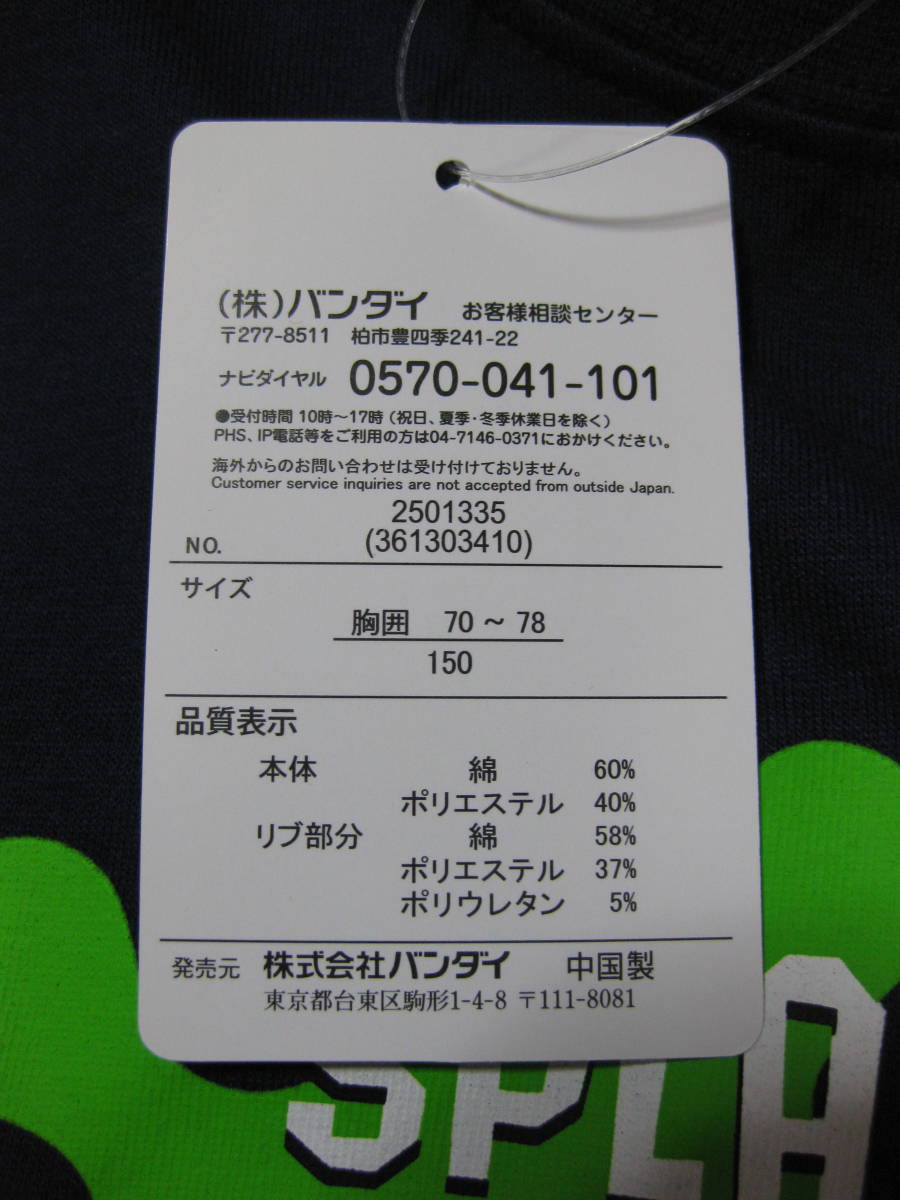 (株)バンダイ お客様相談センター
〒277-8511 柏市豊四季241-22
ナビダイヤル 0570-041-101
●受付時間 10時～17時 (祝日、夏季・冬季休業日を除く)
PHS、IP電話等をご利用の方は04-7146-0371におかけください。
海外からのお問い合わせは受け付けておりません。
Customer service inquiries are not accepted from outside Japan.
2501335
NO. (361303410)
サイズ
胸囲 70 ~ 78
150
品質表示
本体 綿 60%
ポリエステル 40%
リブ部分 綿 58%
ポリエステル 37%
ポリウレタン 5%
発売元 株式会社バンダイ 中国製
東京都台東区駒形1-4-8 〒111-8081
SPLA